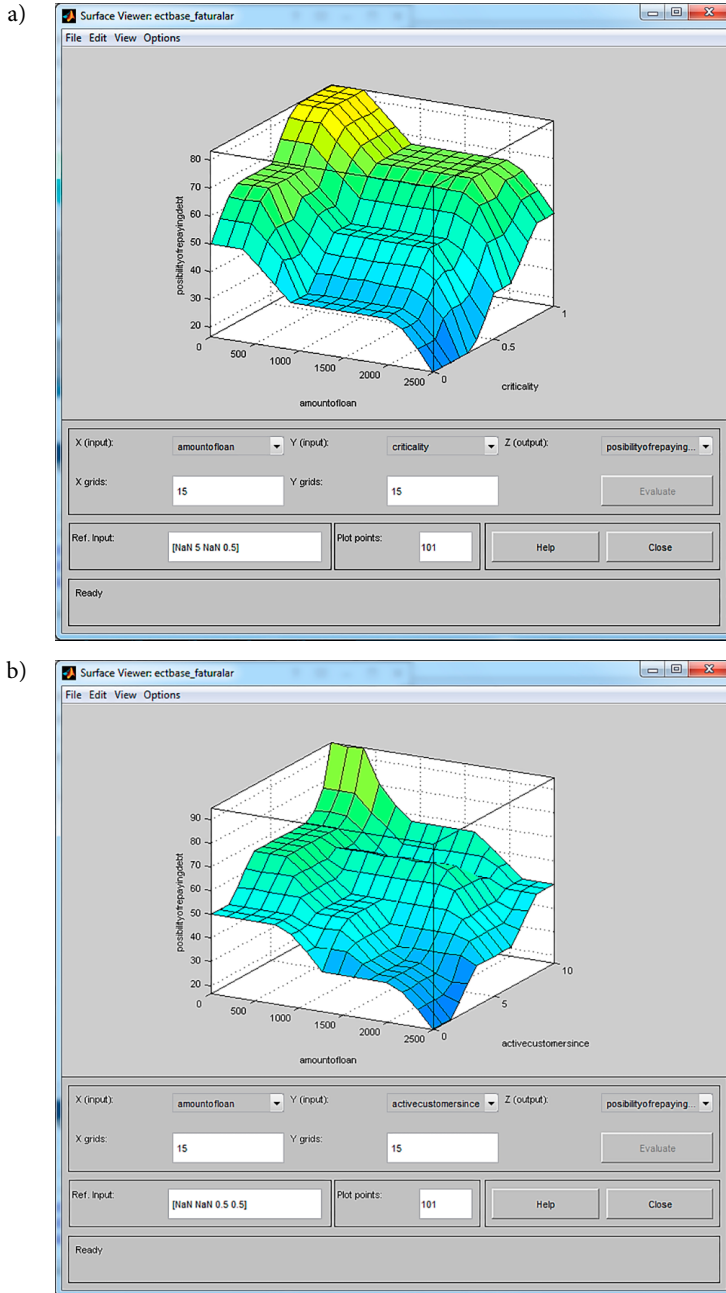 a)
Surface Viewer: ectbase_faturalar
File Edit View Options
80
70
60
50
40
30
20
posibilityofrepayingdebt
0
500
1000
1500
2000
2500
amountofloan
0
0.5
1
criticality
X (input): amountofloan Y (input): criticality Z (output): posibilityofrepaying...
X grids: 15 Y grids: 15 Evaluate
Ref. Input: [NaN 5 NaN 0.5] Plot points: 101 Help Close
Ready
b)
Surface Viewer: ectbase_faturalar
File Edit View Options
90
80
70
60
50
40
30
20
posibilityofrepayingdebt
0
500
1000
1500
2000
2500
amountofloan
0
5
10
activecustomersince
X (input): amountofloan Y (input): activecustomersince Z (output): posibilityofrepaying...
X grids: 15 Y grids: 15 Evaluate
Ref. Input: [NaN NaN 0.5 0.5] Plot points: 101 Help Close
Ready